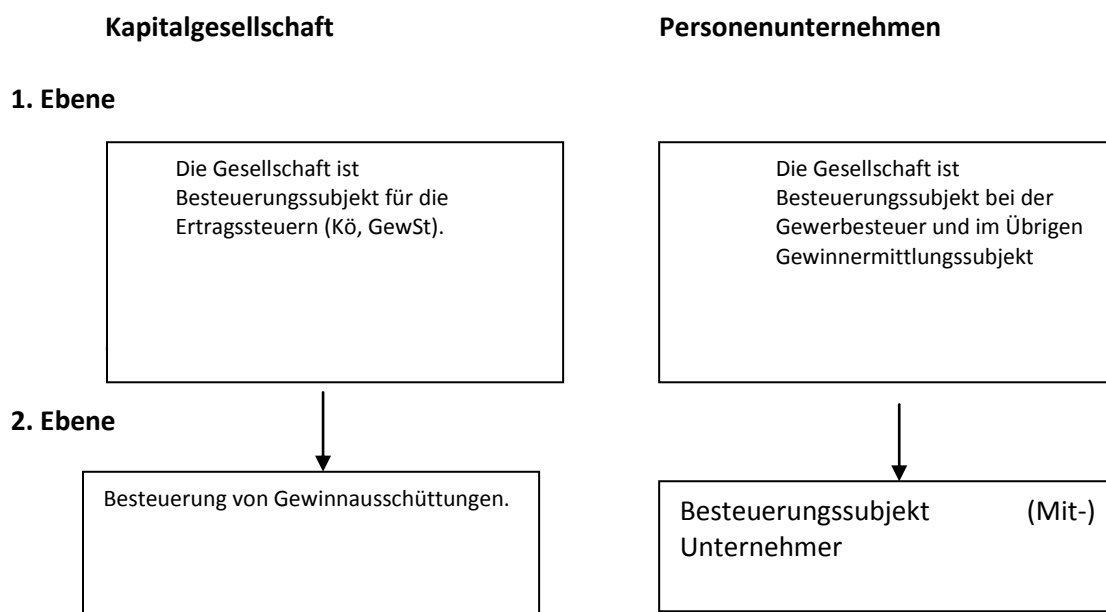 Kapitalgesellschaft
Personenunternehmen
1. Ebene
Die Gesellschaft ist
Besteuerungssubjekt für die
Ertragssteuern (Kö, GewSt).
Die Gesellschaft ist
Besteuerungssubjekt bei der
Gewerbesteuer und im Übrigen
Gewinnermittlungssubjekt
2. Ebene
Besteuerung von Gewinnausschüttungen.
Besteuerungssubjekt (Mit-)
Unternehmer